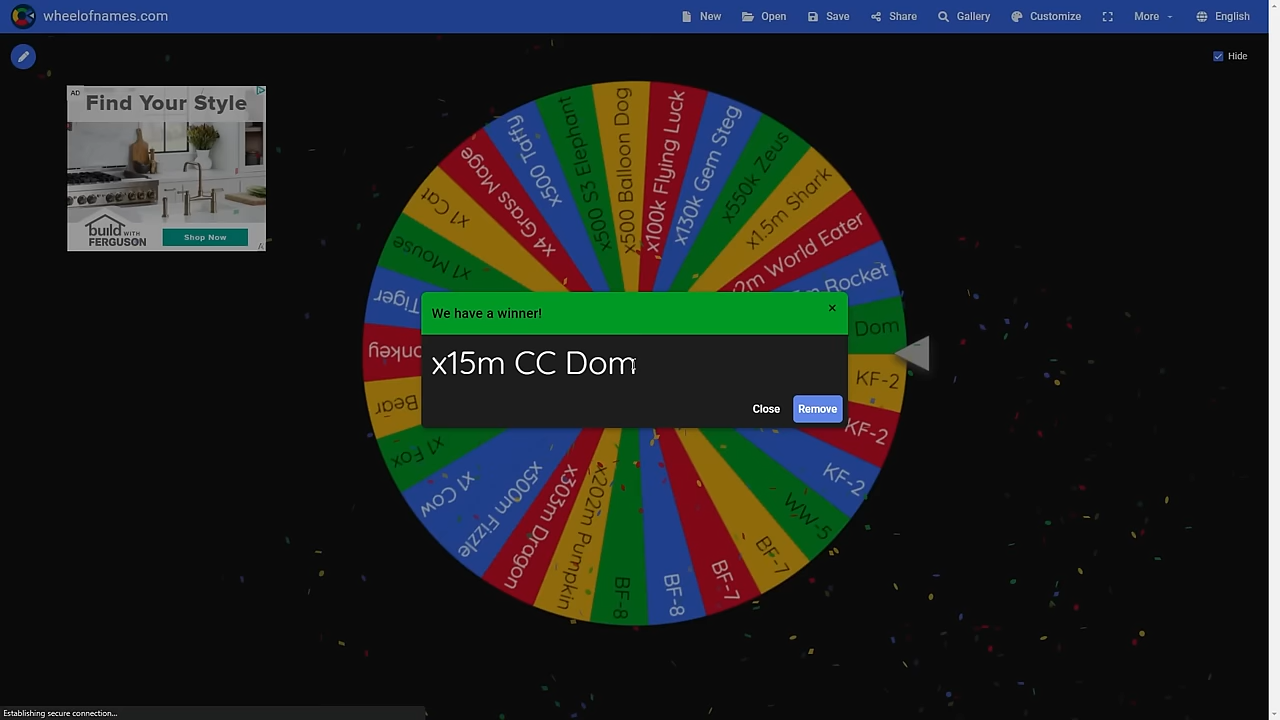 wheelofnames.com
New
Open
Save
Share
Gallery
Customize
More
English
Hide
AD
Find Your Style
build WITH
FERGUSON
Shop Now
x500 Taffy
x500 S3 Elephant
x500 Balloon Dog
x100k Flying Luck
x130k Gem Steg
x550k Zeus
x1.5m Shark
2m World Eater
Rocket
Dom
KF-2
KF-2
KF-2
WW-5
BF-7
BF-7
BF-8
BF-8
x202m Pumpkin
x303m Dragon
x500m Fizzle
x1 Cow
x1 Fox
Bear
onkey
Tiger
x1 Mouse
x1 Cat
x4 Grass Mage
We have a winner!
×
x15m CC Dom
Close
Remove
Establishing secure connection...